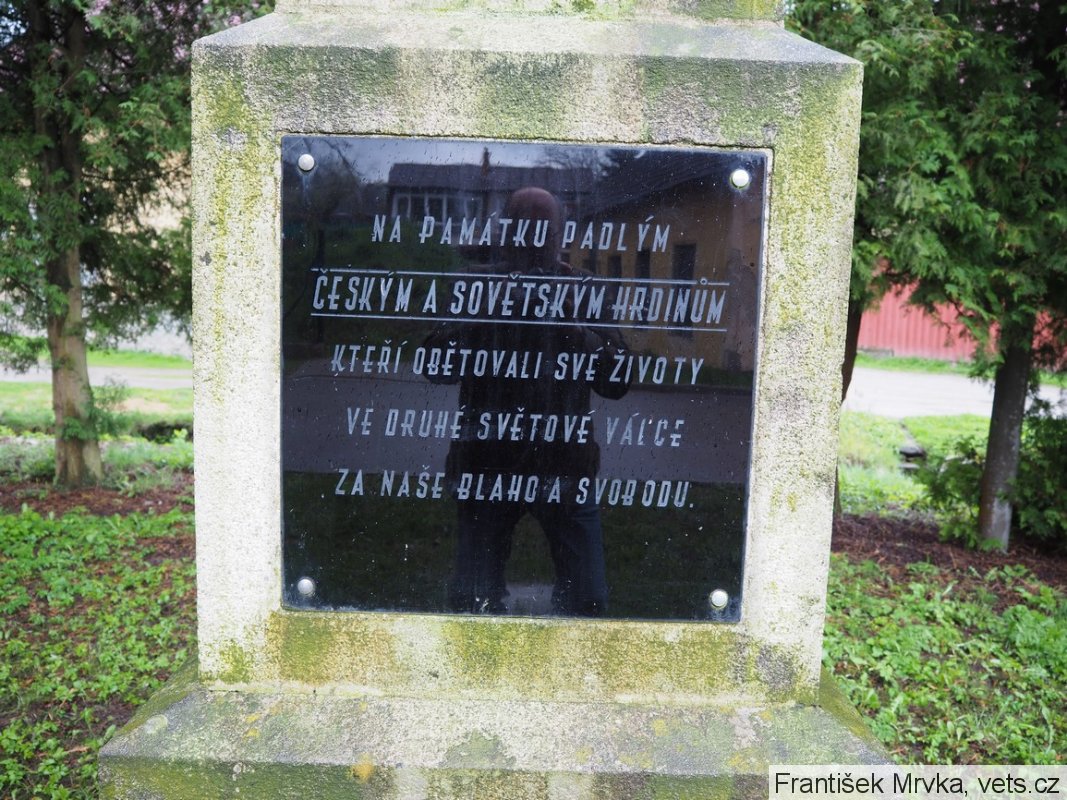 NA PAMÁTKU PADLÝM
ČESKÝM A SOVĚTSKÝM HRDINŮM
KTEŘÍ OBĚTOVALI SVÉ ŽIVOTY
VE DRUHÉ SVĚTOVÉ VÁLCE
ZA NAŠE BLAHO A SVOBODU.
František Mrvka, vets.cz